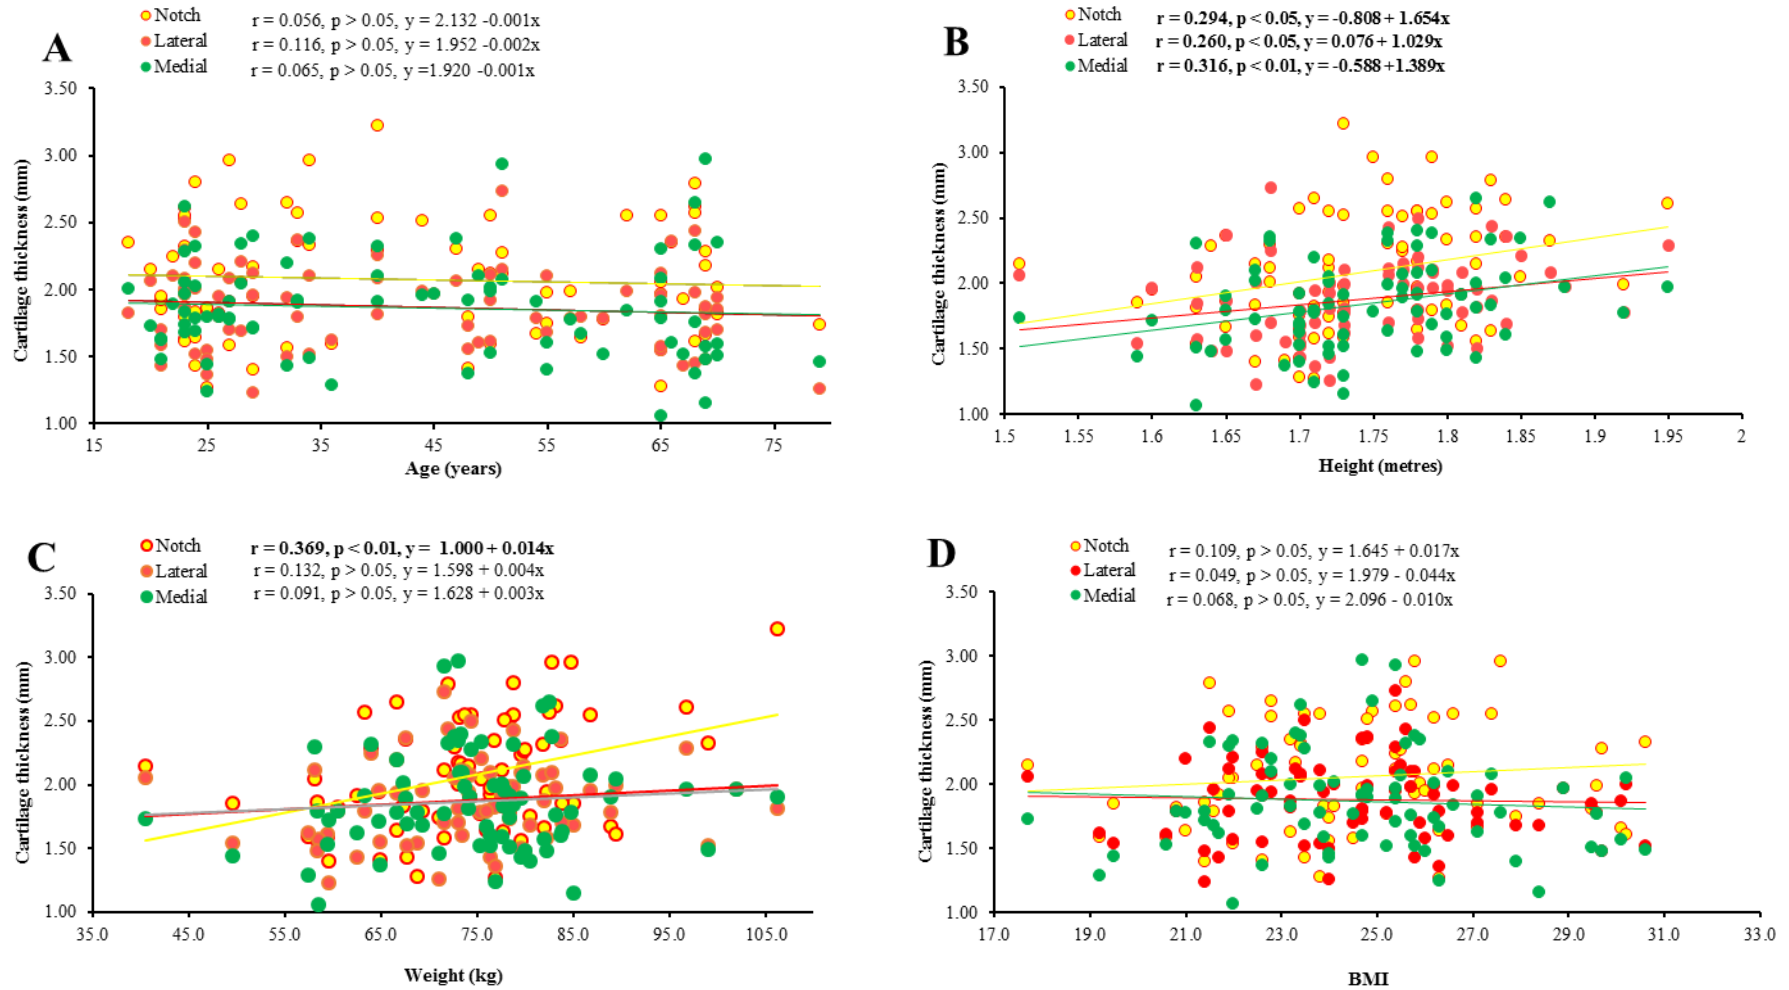 A
Notch r = 0.056, p > 0.05, y = 2.132 -0.001x
Lateral r = 0.116, p > 0.05, y = 1.952 -0.002x
Medial r = 0.065, p > 0.05, y =1.920 -0.001x
Cartilage thickness (mm)
3.50
3.00
2.50
2.00
1.50
1.00
15 25 35 45 55 65 75
Age (years)
B
Notch r = 0.294, p < 0.05, y = -0.808 + 1.654x
Lateral r = 0.260, p < 0.05, y = 0.076 + 1.029x
Medial r = 0.316, p < 0.01, y = -0.588 +1.389x
Cartilage thickness (mm)
3.50
3.00
2.50
2.00
1.50
1.00
1.5 1.55 1.6 1.65 1.7 1.75 1.8 1.85 1.9 1.95 2
Height (metres)
C
Notch r = 0.369, p < 0.01, y = 1.000 + 0.014x
Lateral r = 0.132, p > 0.05, y = 1.598 + 0.004x
Medial r = 0.091, p > 0.05, y = 1.628 + 0.003x
Cartilage thickness (mm)
3.50
3.00
2.50
2.00
1.50
1.00
35.0 45.0 55.0 65.0 75.0 85.0 95.0 105.0
Weight (kg)
D
Notch r = 0.109, p > 0.05, y = 1.645 + 0.017x
Lateral r = 0.049, p > 0.05, y = 1.979 - 0.044x
Medial r = 0.068, p > 0.05, y = 2.096 - 0.010x
Cartilage thickness (mm)
3.50
3.00
2.50
2.00
1.50
1.00
17.0 19.0 21.0 23.0 25.0 27.0 29.0 31.0 33.0
BMI